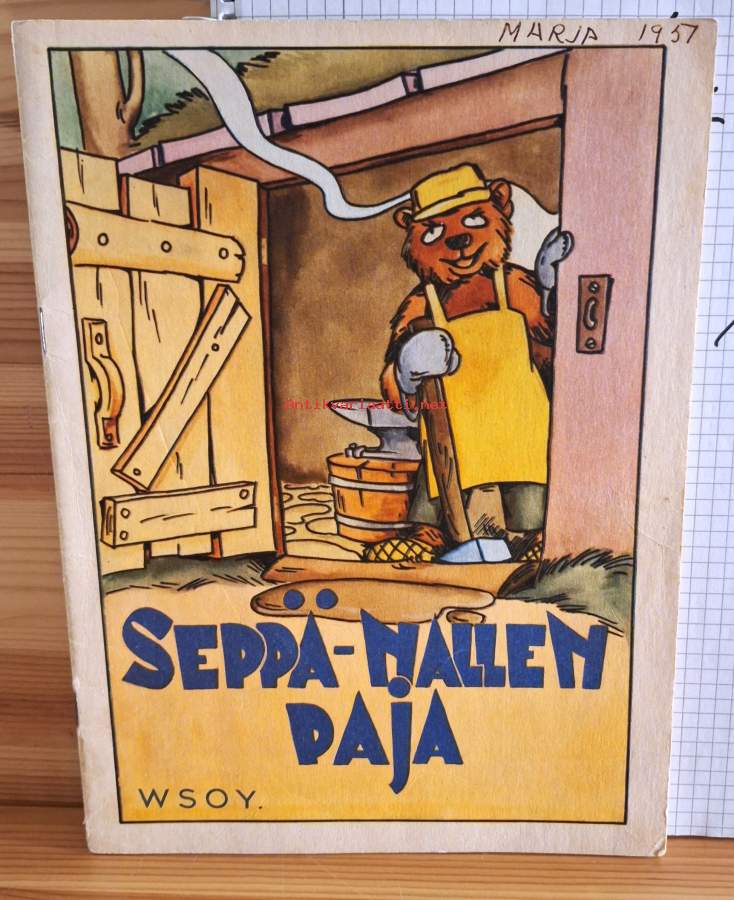 MARJA 1957
Antikvariaatti.net
SEPPÄ-NALLEN
PAJA
WSOY.